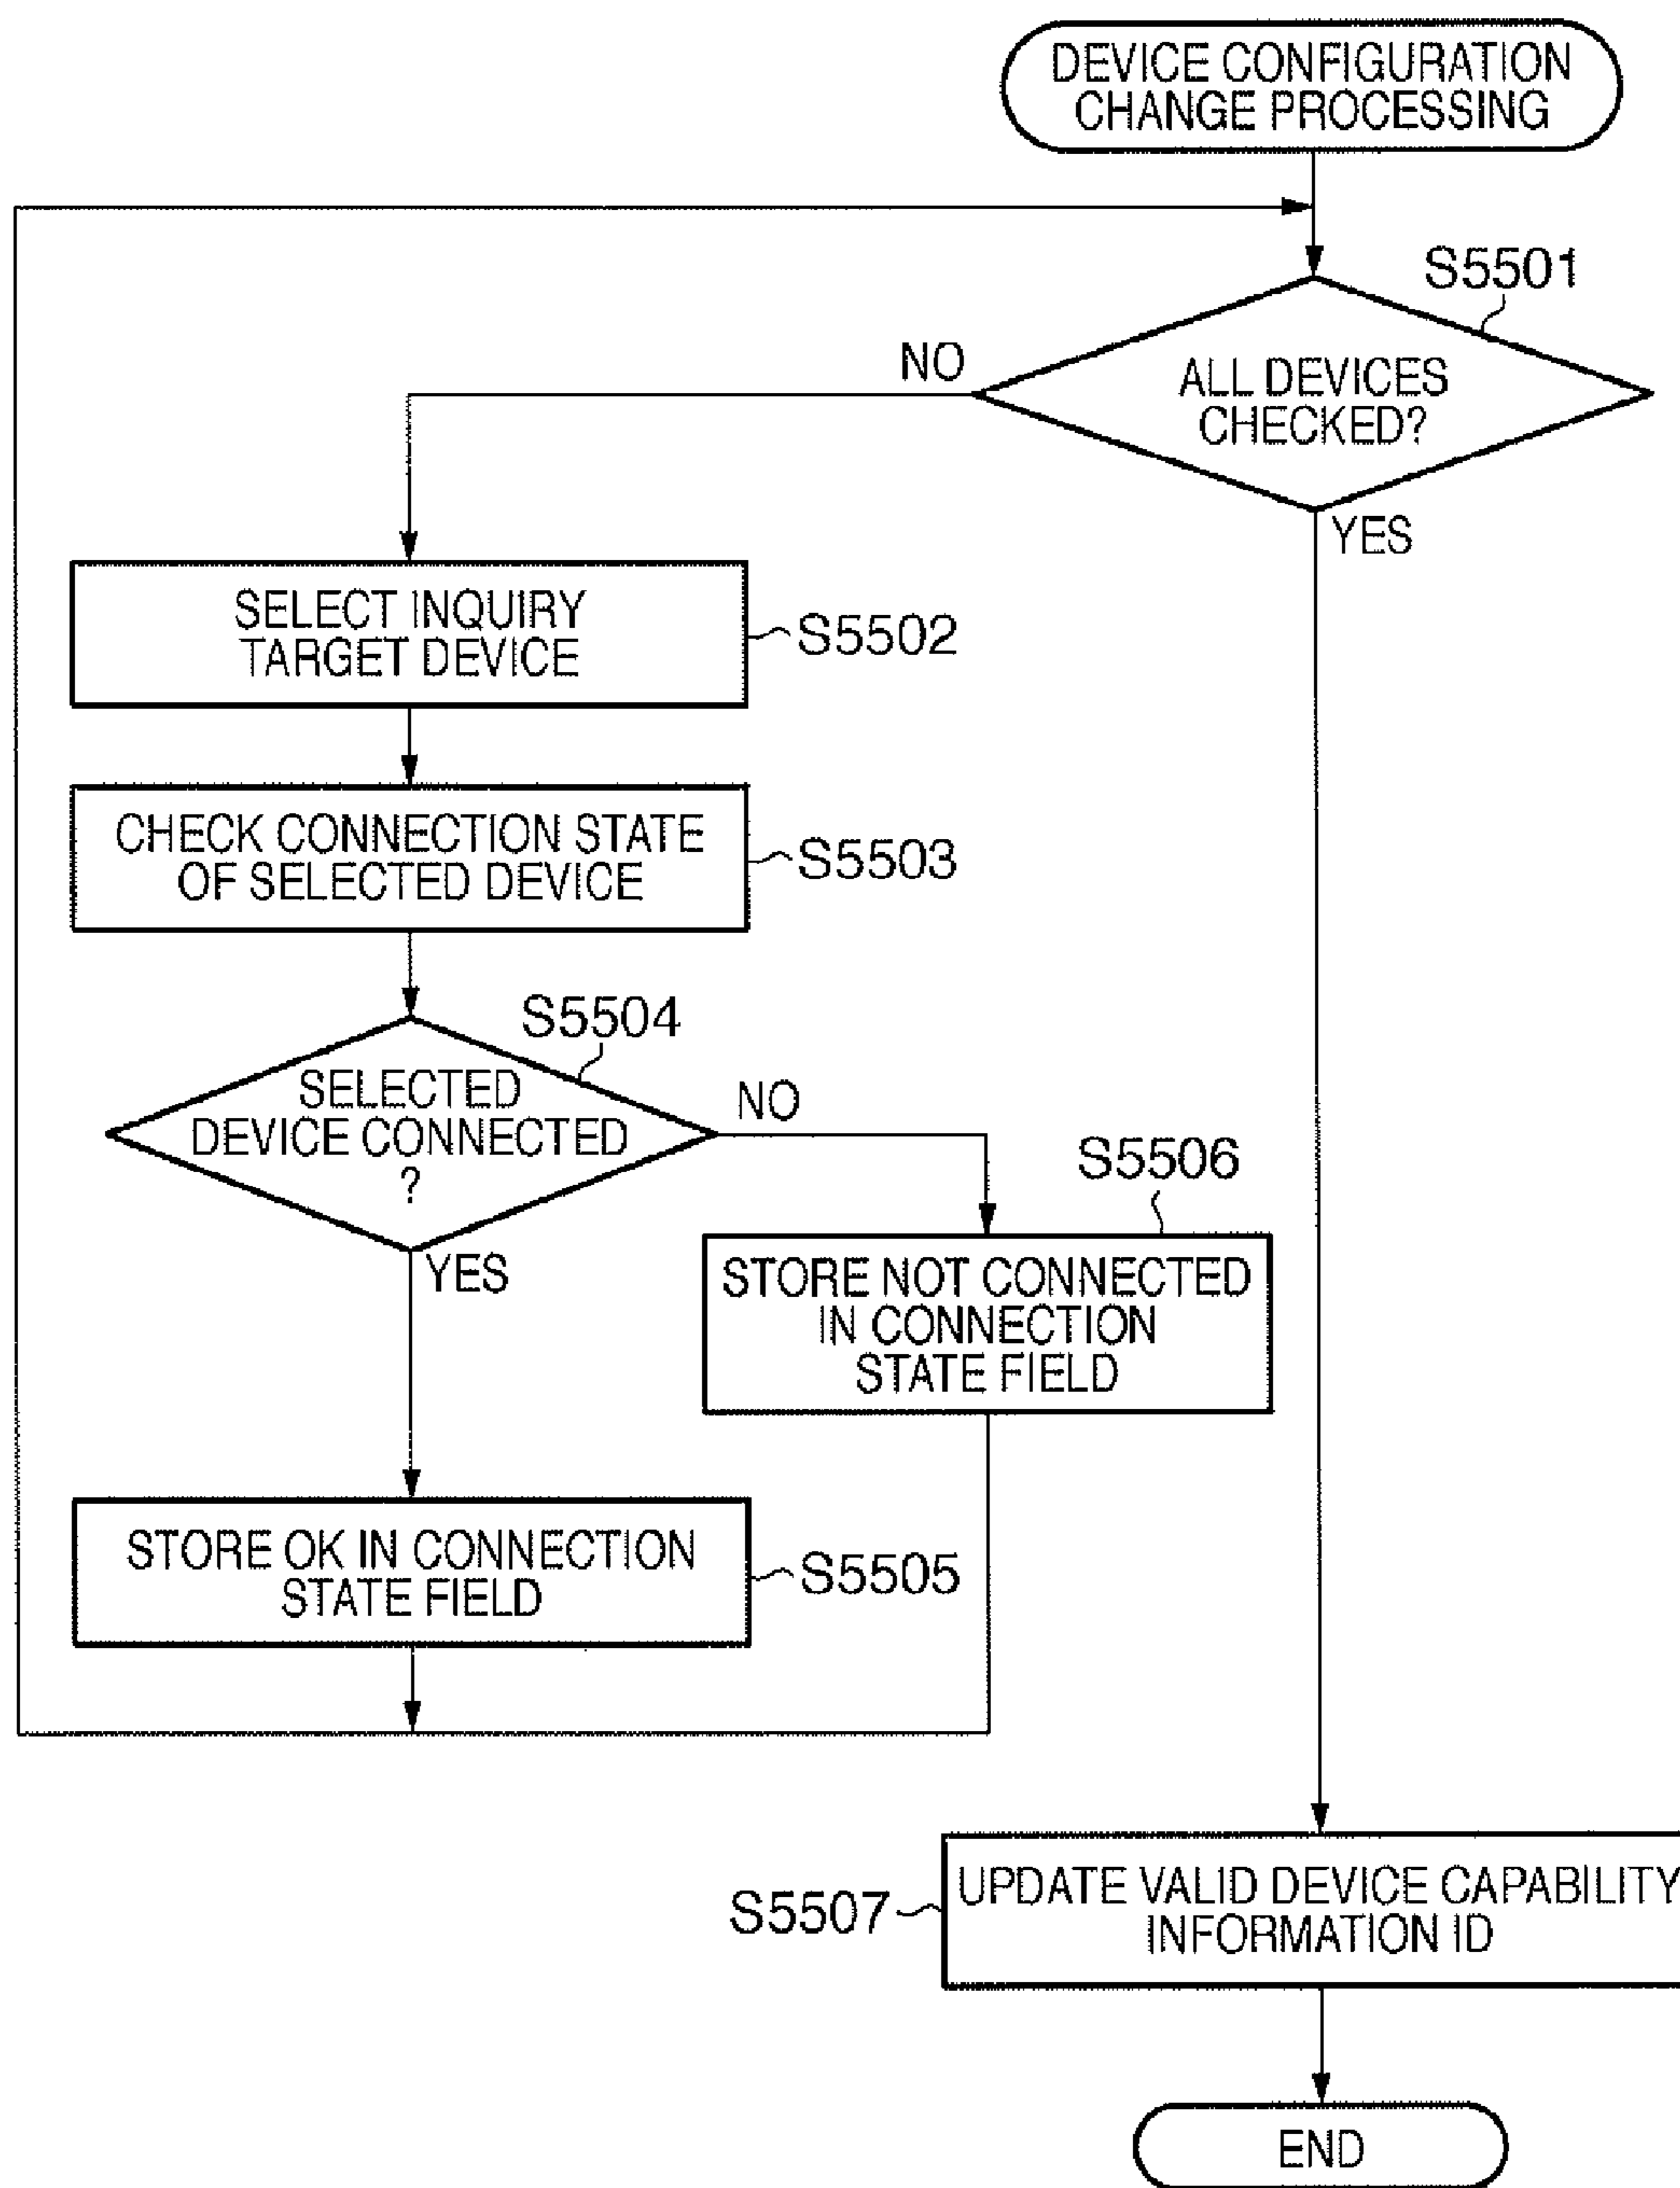 DEVICE CONFIGURATION
CHANGE PROCESSING
S5501
ALL DEVICES
CHECKED?
NO
YES
SELECT INQUIRY
TARGET DEVICE
S5502
CHECK CONNECTION STATE
OF SELECTED DEVICE
S5503
S5504
SELECTED
DEVICE CONNECTED
?
NO
YES
S5506
STORE NOT CONNECTED
IN CONNECTION
STATE FIELD
STORE OK IN CONNECTION
STATE FIELD
S5505
S5507
UPDATE VALID DEVICE CAPABILITY
INFORMATION ID
END